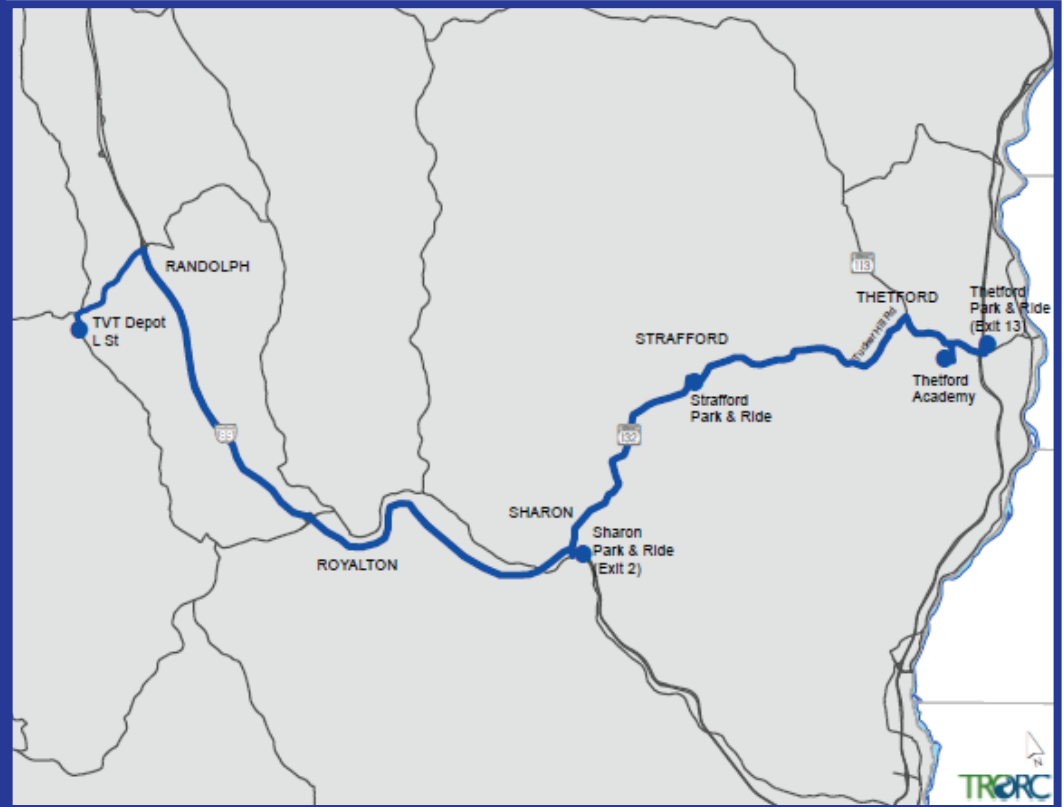 RANDOLPH
TVT Depot
L St
89
ROYALTON
SHARON
Sharon
Park & Ride
(Exit 2)
132
STRAFFORD
Strafford
Park & Ride
113
THETFORD
Tucker Hill Rd
Thetford
Park & Ride
(Exit 13)
Thetford
Academy
N
TRORC